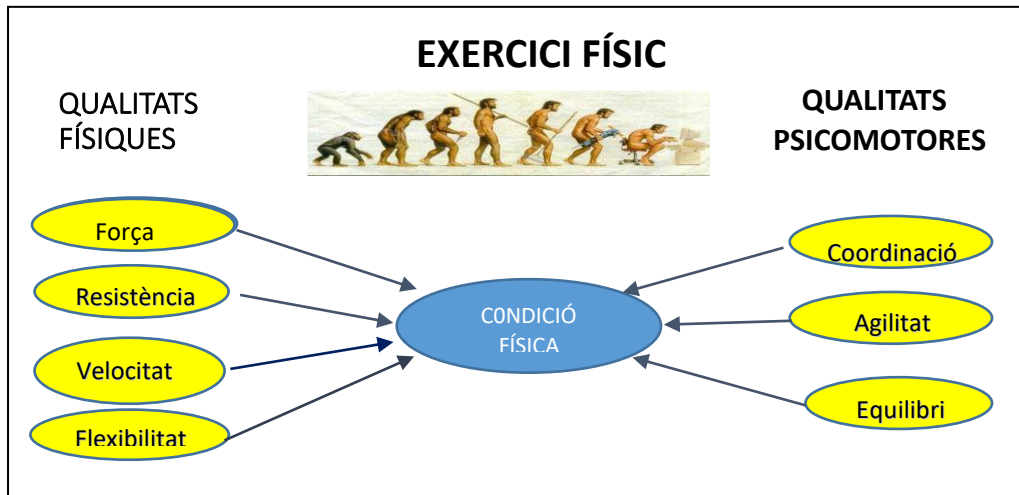 EXERCICI FÍSIC
QUALITATS
FÍSIQUES
QUALITATS
PSICOMOTORES
Força
Resistència
Velocitat
Flexibilitat
C0NDICIÓ
FÍSICA
Coordinació
Agilitat
Equilibri